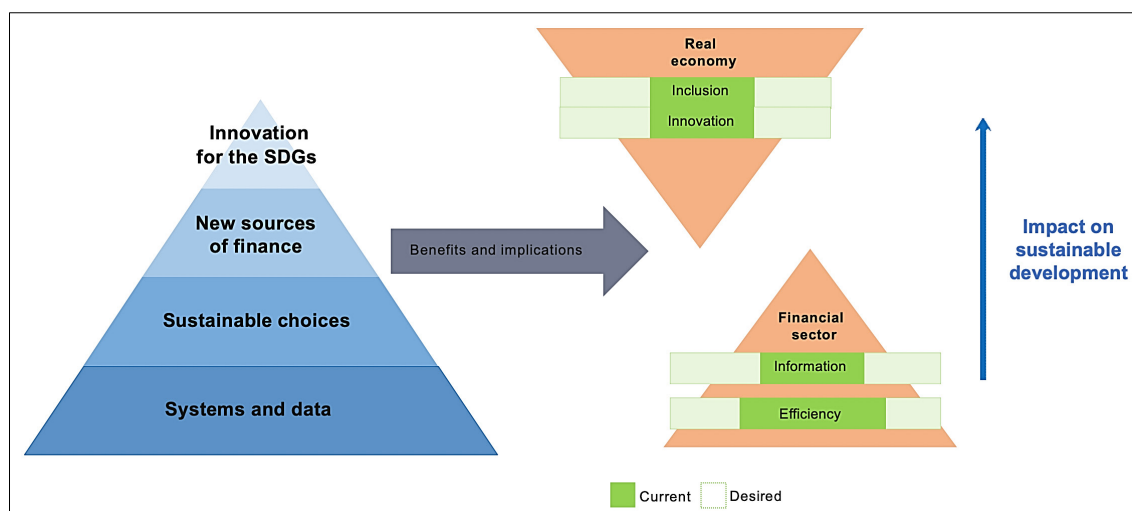 Innovation
for the SDGs
New sources
of finance
Sustainable choices
Systems and data
Benefits and implications
Real
economy
Inclusion
Innovation
Financial
sector
Information
Efficiency
Impact on
sustainable
development
Current
Desired